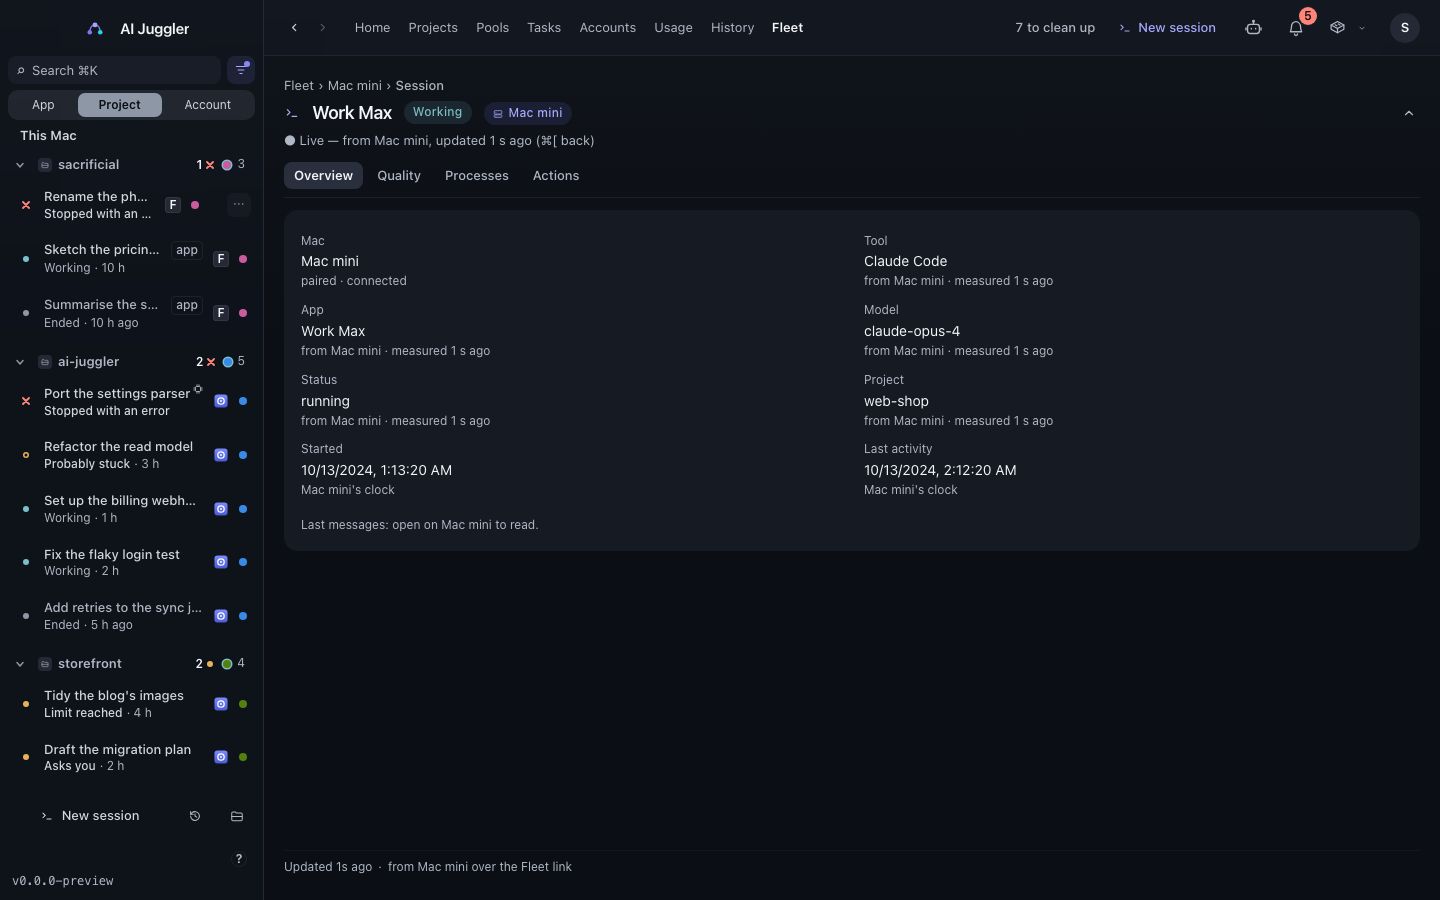 AI Juggler
Search ⌘K
App Project Account
This Mac
sacrificial 1 3
Rename the ph... F
Stopped with an ...
Sketch the pricin... app F
Working · 10 h
Summarise the s... app F
Ended · 10 h ago
ai-juggler 2 5
Port the settings parser
Stopped with an error
Refactor the read model
Probably stuck · 3 h
Set up the billing webh...
Working · 1 h
Fix the flaky login test
Working · 2 h
Add retries to the sync j...
Ended · 5 h ago
storefront 2 4
Tidy the blog's images
Limit reached · 4 h
Draft the migration plan
Asks you · 2 h
New session
?
v0.0.0-preview
Home Projects Pools Tasks Accounts Usage History Fleet 7 to clean up New session 5 S
Fleet › Mac mini › Session
Work Max Working Mac mini
Live — from Mac mini, updated 1 s ago (⌘[ back)
Overview Quality Processes Actions
Mac
Mac mini
paired · connected
Tool
Claude Code
from Mac mini · measured 1 s ago
App
Work Max
from Mac mini · measured 1 s ago
Model
claude-opus-4
from Mac mini · measured 1 s ago
Status
running
from Mac mini · measured 1 s ago
Project
web-shop
from Mac mini · measured 1 s ago
Started
10/13/2024, 1:13:20 AM
Mac mini's clock
Last activity
10/13/2024, 2:12:20 AM
Mac mini's clock
Last messages: open on Mac mini to read.
Updated 1s ago · from Mac mini over the Fleet link